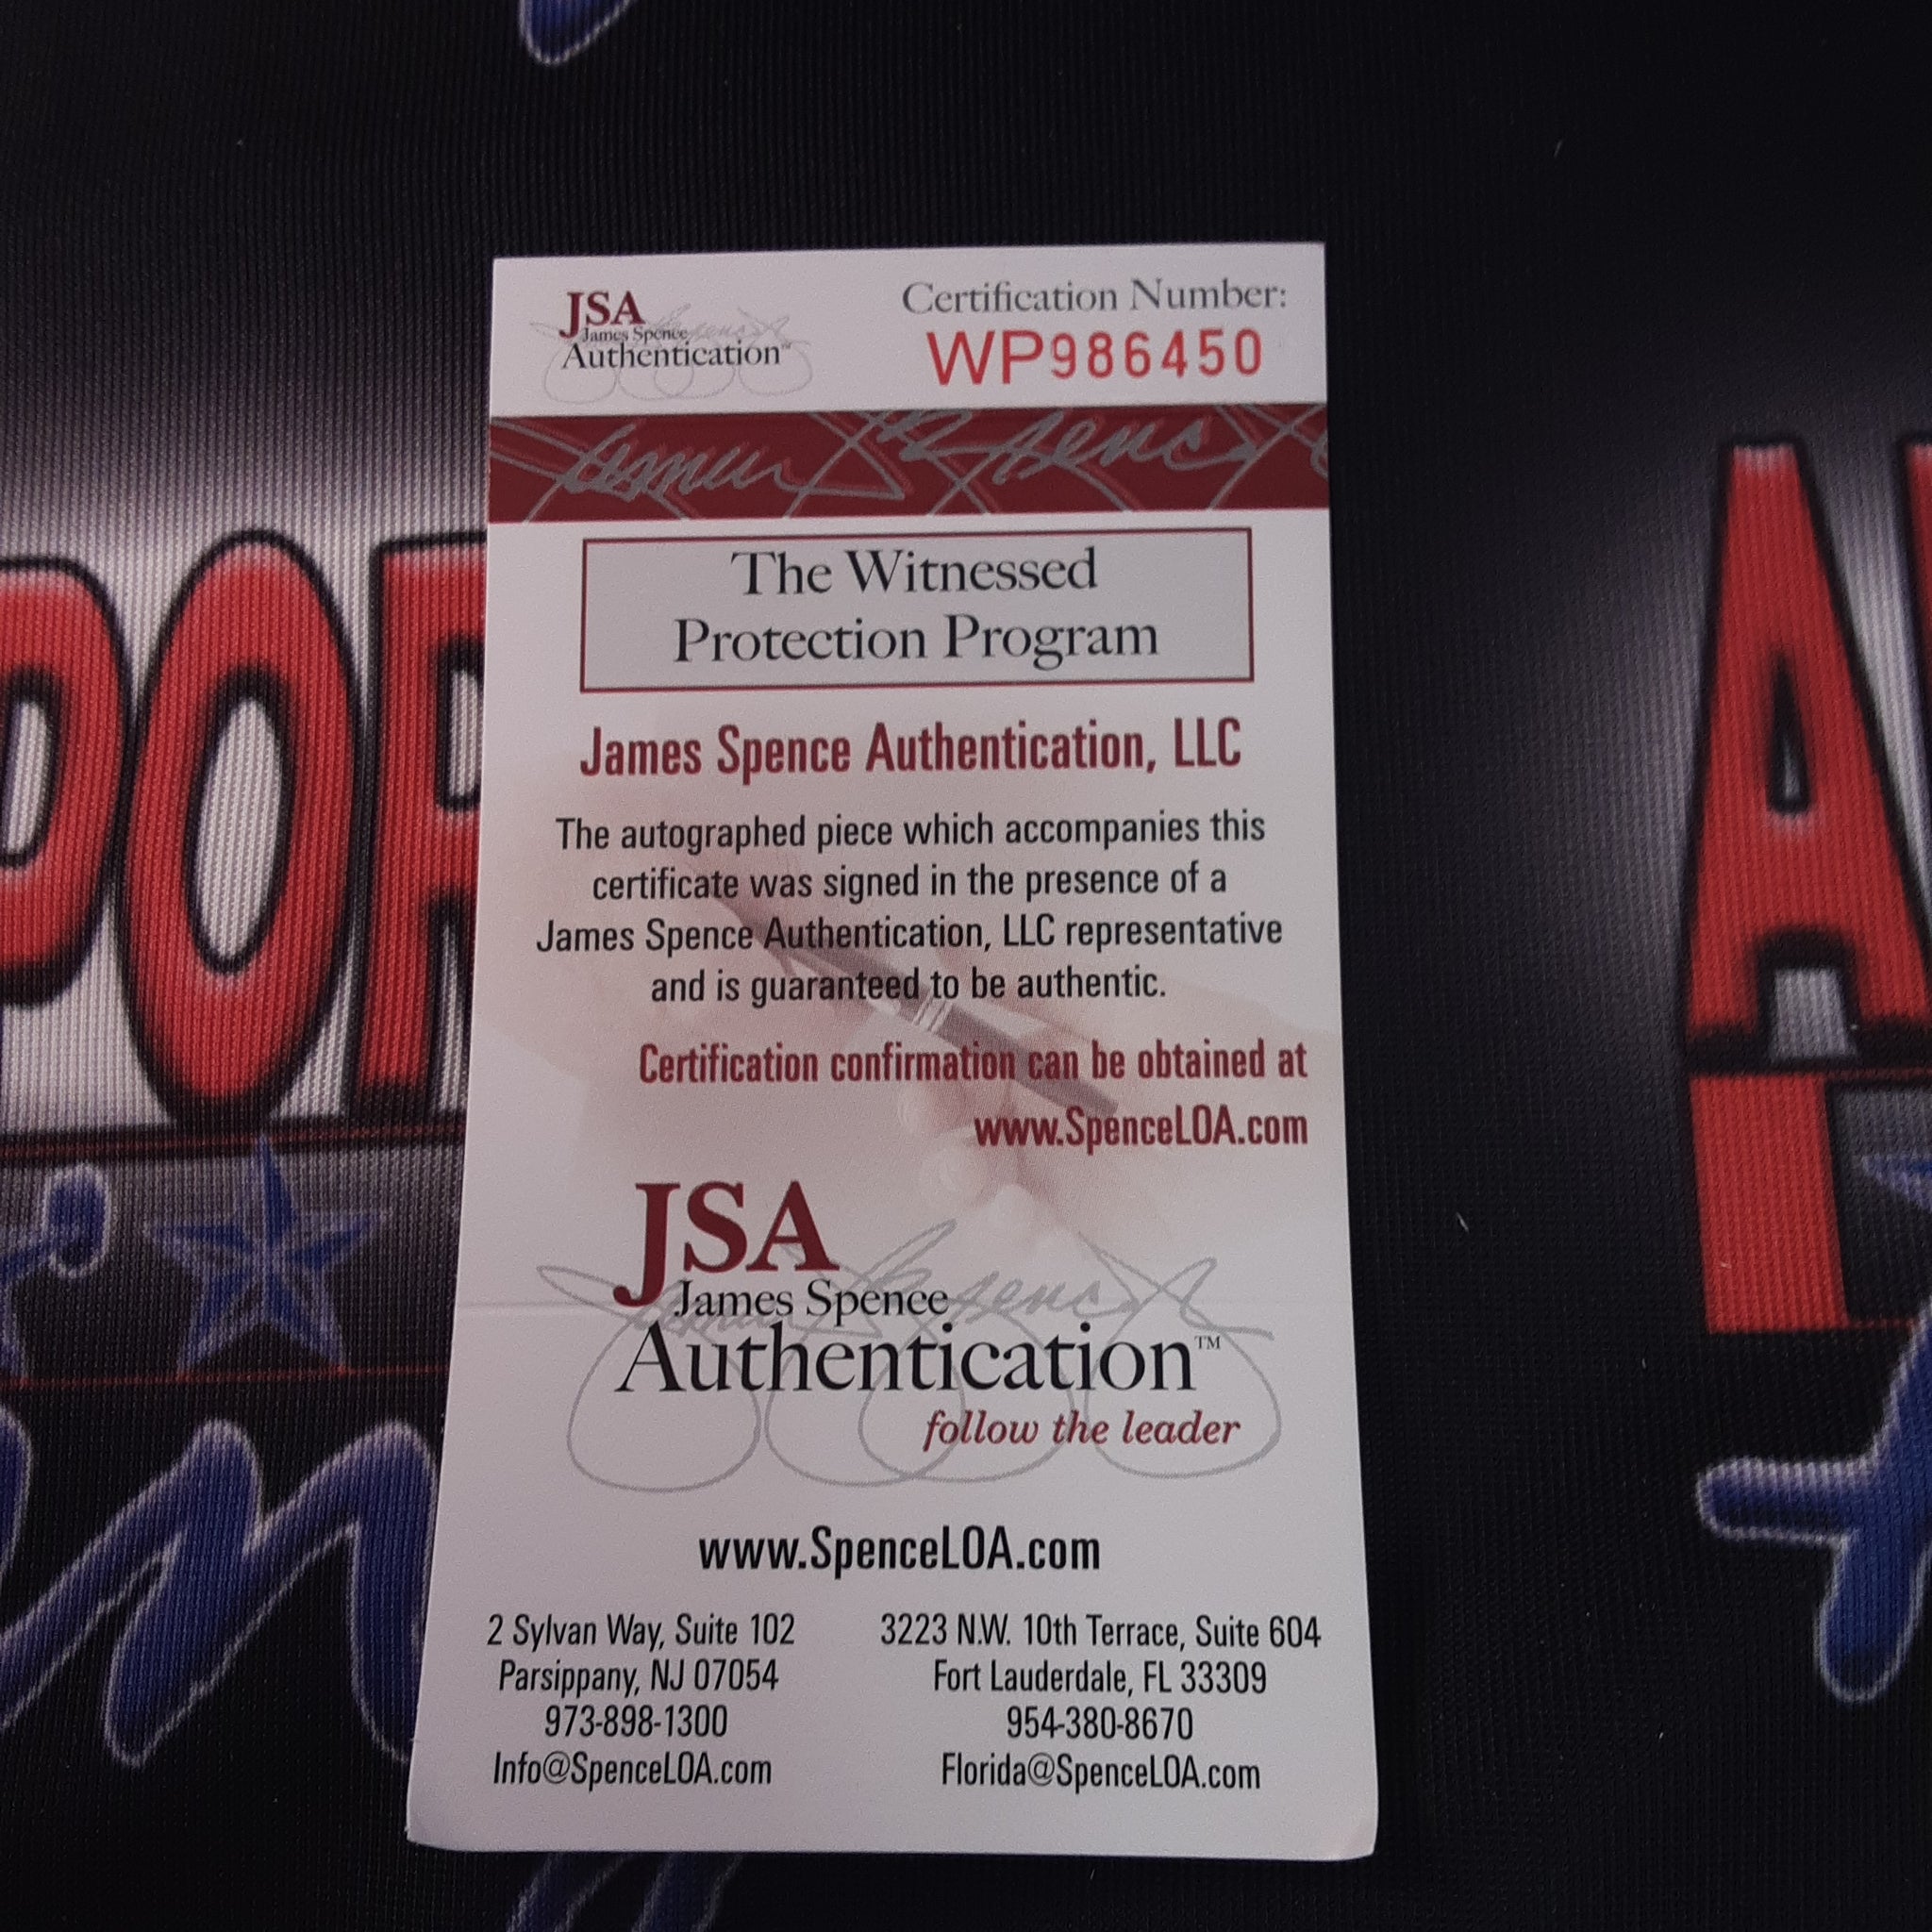 JSA
James Spence
Authentication™
Certification Number:
WP986450
The Witnessed
Protection Program
James Spence Authentication, LLC
The autographed piece which accompanies this
certificate was signed in the presence of a
James Spence Authentication, LLC representative
and is guaranteed to be authentic.
Certification confirmation can be obtained at
www.SpenceLOA.com
JSA
James Spence
Authentication™
follow the leader
www.SpenceLOA.com
2 Sylvan Way, Suite 102
Parsippany, NJ 07054
973-898-1300
Info@SpenceLOA.com
3223 N.W. 10th Terrace, Suite 604
Fort Lauderdale, FL 33309
954-380-8670
Florida@SpenceLOA.com